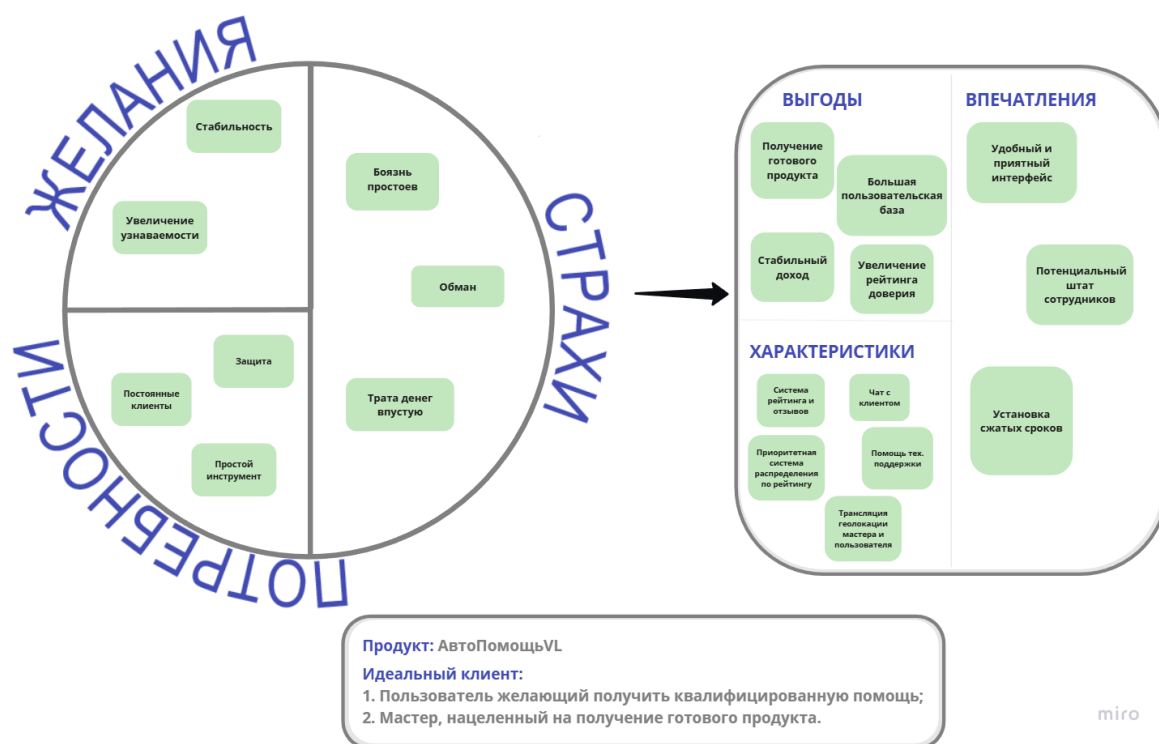 ЖЕЛАНИЯ
Стабильность
Увеличение
узнаваемости
ПОТРЕБНОСТИ
Защита
Постоянные
клиенты
Простой
инструмент
СТРАХИ
Боязнь
простоев
Обман
Трата денег
впустую
ВЫГОДЫ
Получение
готового
продукта
Большая
пользовательская
база
Стабильный
доход
Увеличение
рейтинга
доверия
ВПЕЧАТЛЕНИЯ
Удобный и
приятный
интерфейс
Потенциальный
штат
сотрудников
Установка
сжатых сроков
ХАРАКТЕРИСТИКИ
Система
рейтинга и
отзывов
Чат с
клиентом
Приоритетная
система
распределения
по рейтингу
Помощь тех.
поддержки
Трансляция
геолокации
мастера и
пользователя
Продукт: АвтоПомощьVL
Идеальный клиент:
1. Пользователь желающий получить квалифицированную помощь;
2. Мастер, нацеленный на получение готового продукта.
miro